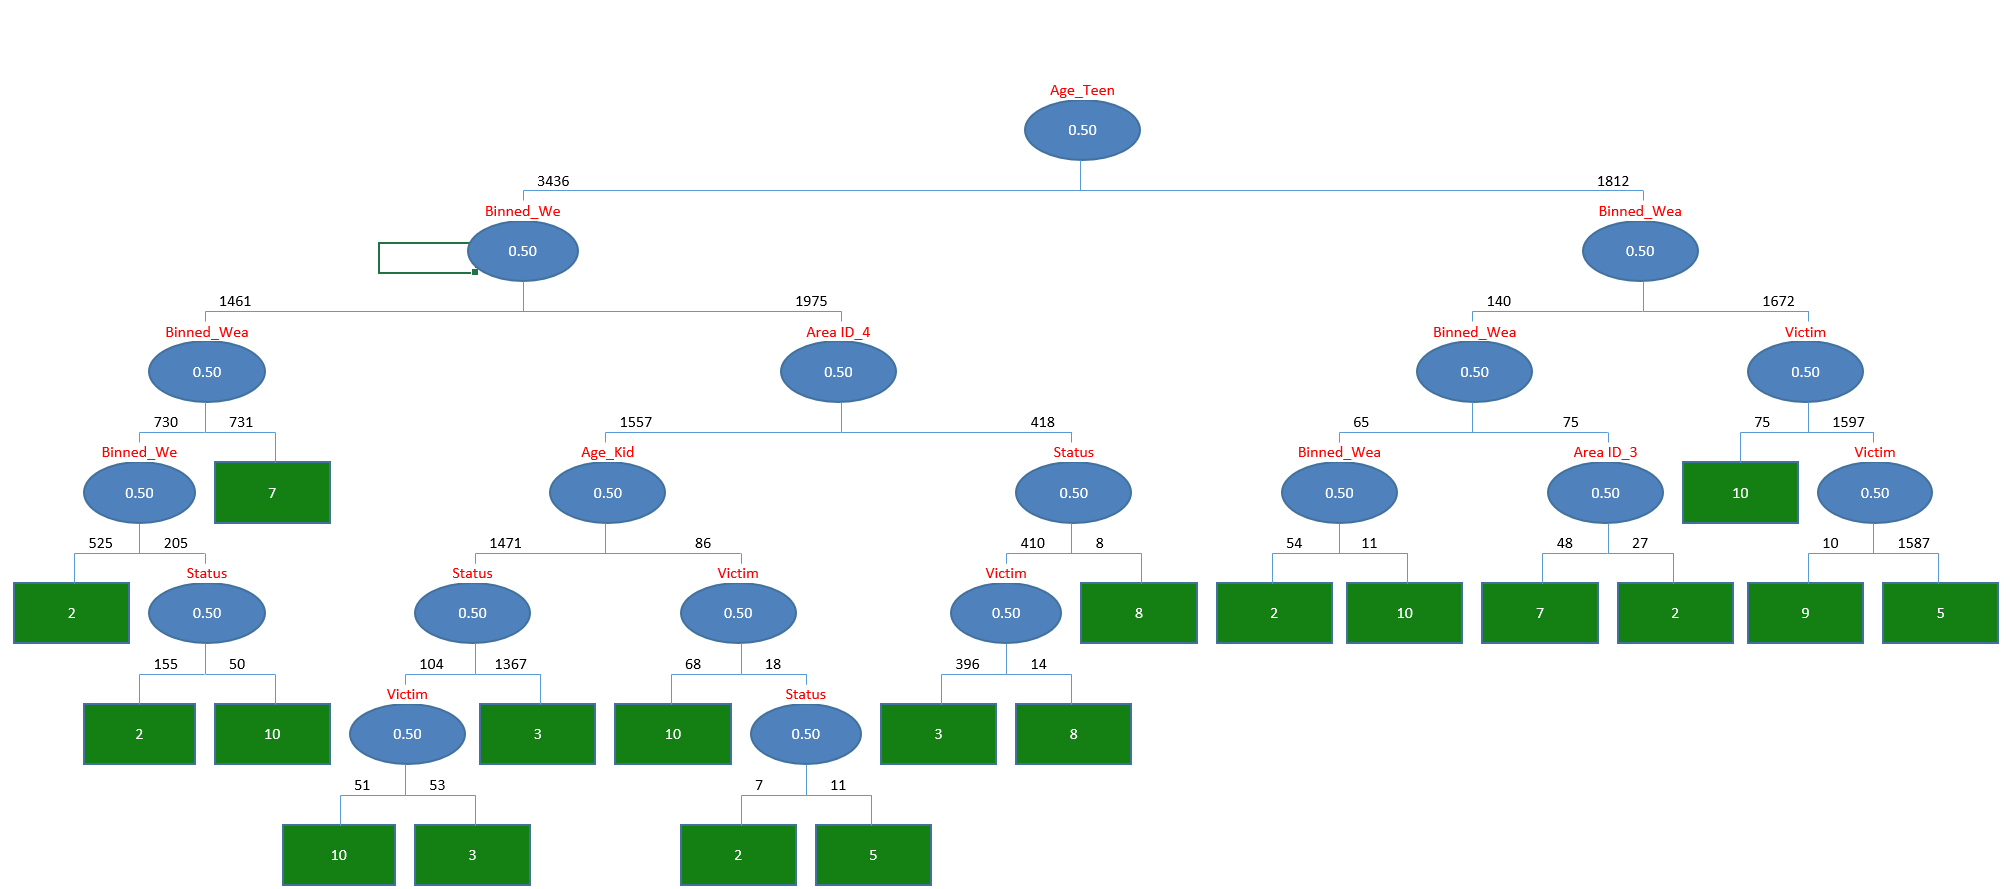 Age_Teen
0.50
3436 1812
Binned_We Binned_Wea
0.50 0.50
1461 1975 140 1672
Binned_Wea Area ID_4 Binned_Wea Victim
0.50 0.50 0.50 0.50
730 731 1557 418 65 75 75 1597
Binned_We Age_Kid Status Binned_Wea Area ID_3 Victim
0.50 7 0.50 0.50 0.50 0.50 10 0.50
525 205 1471 86 410 8 54 11 48 27 10 1587
Status Status Victim Victim
2 0.50 0.50 0.50 0.50 8 2 10 7 2 9 5
155 50 104 1367 68 18 396 14
Victim Status
2 10 0.50 3 10 0.50 3 8
51 53 7 11
10 3 2 5